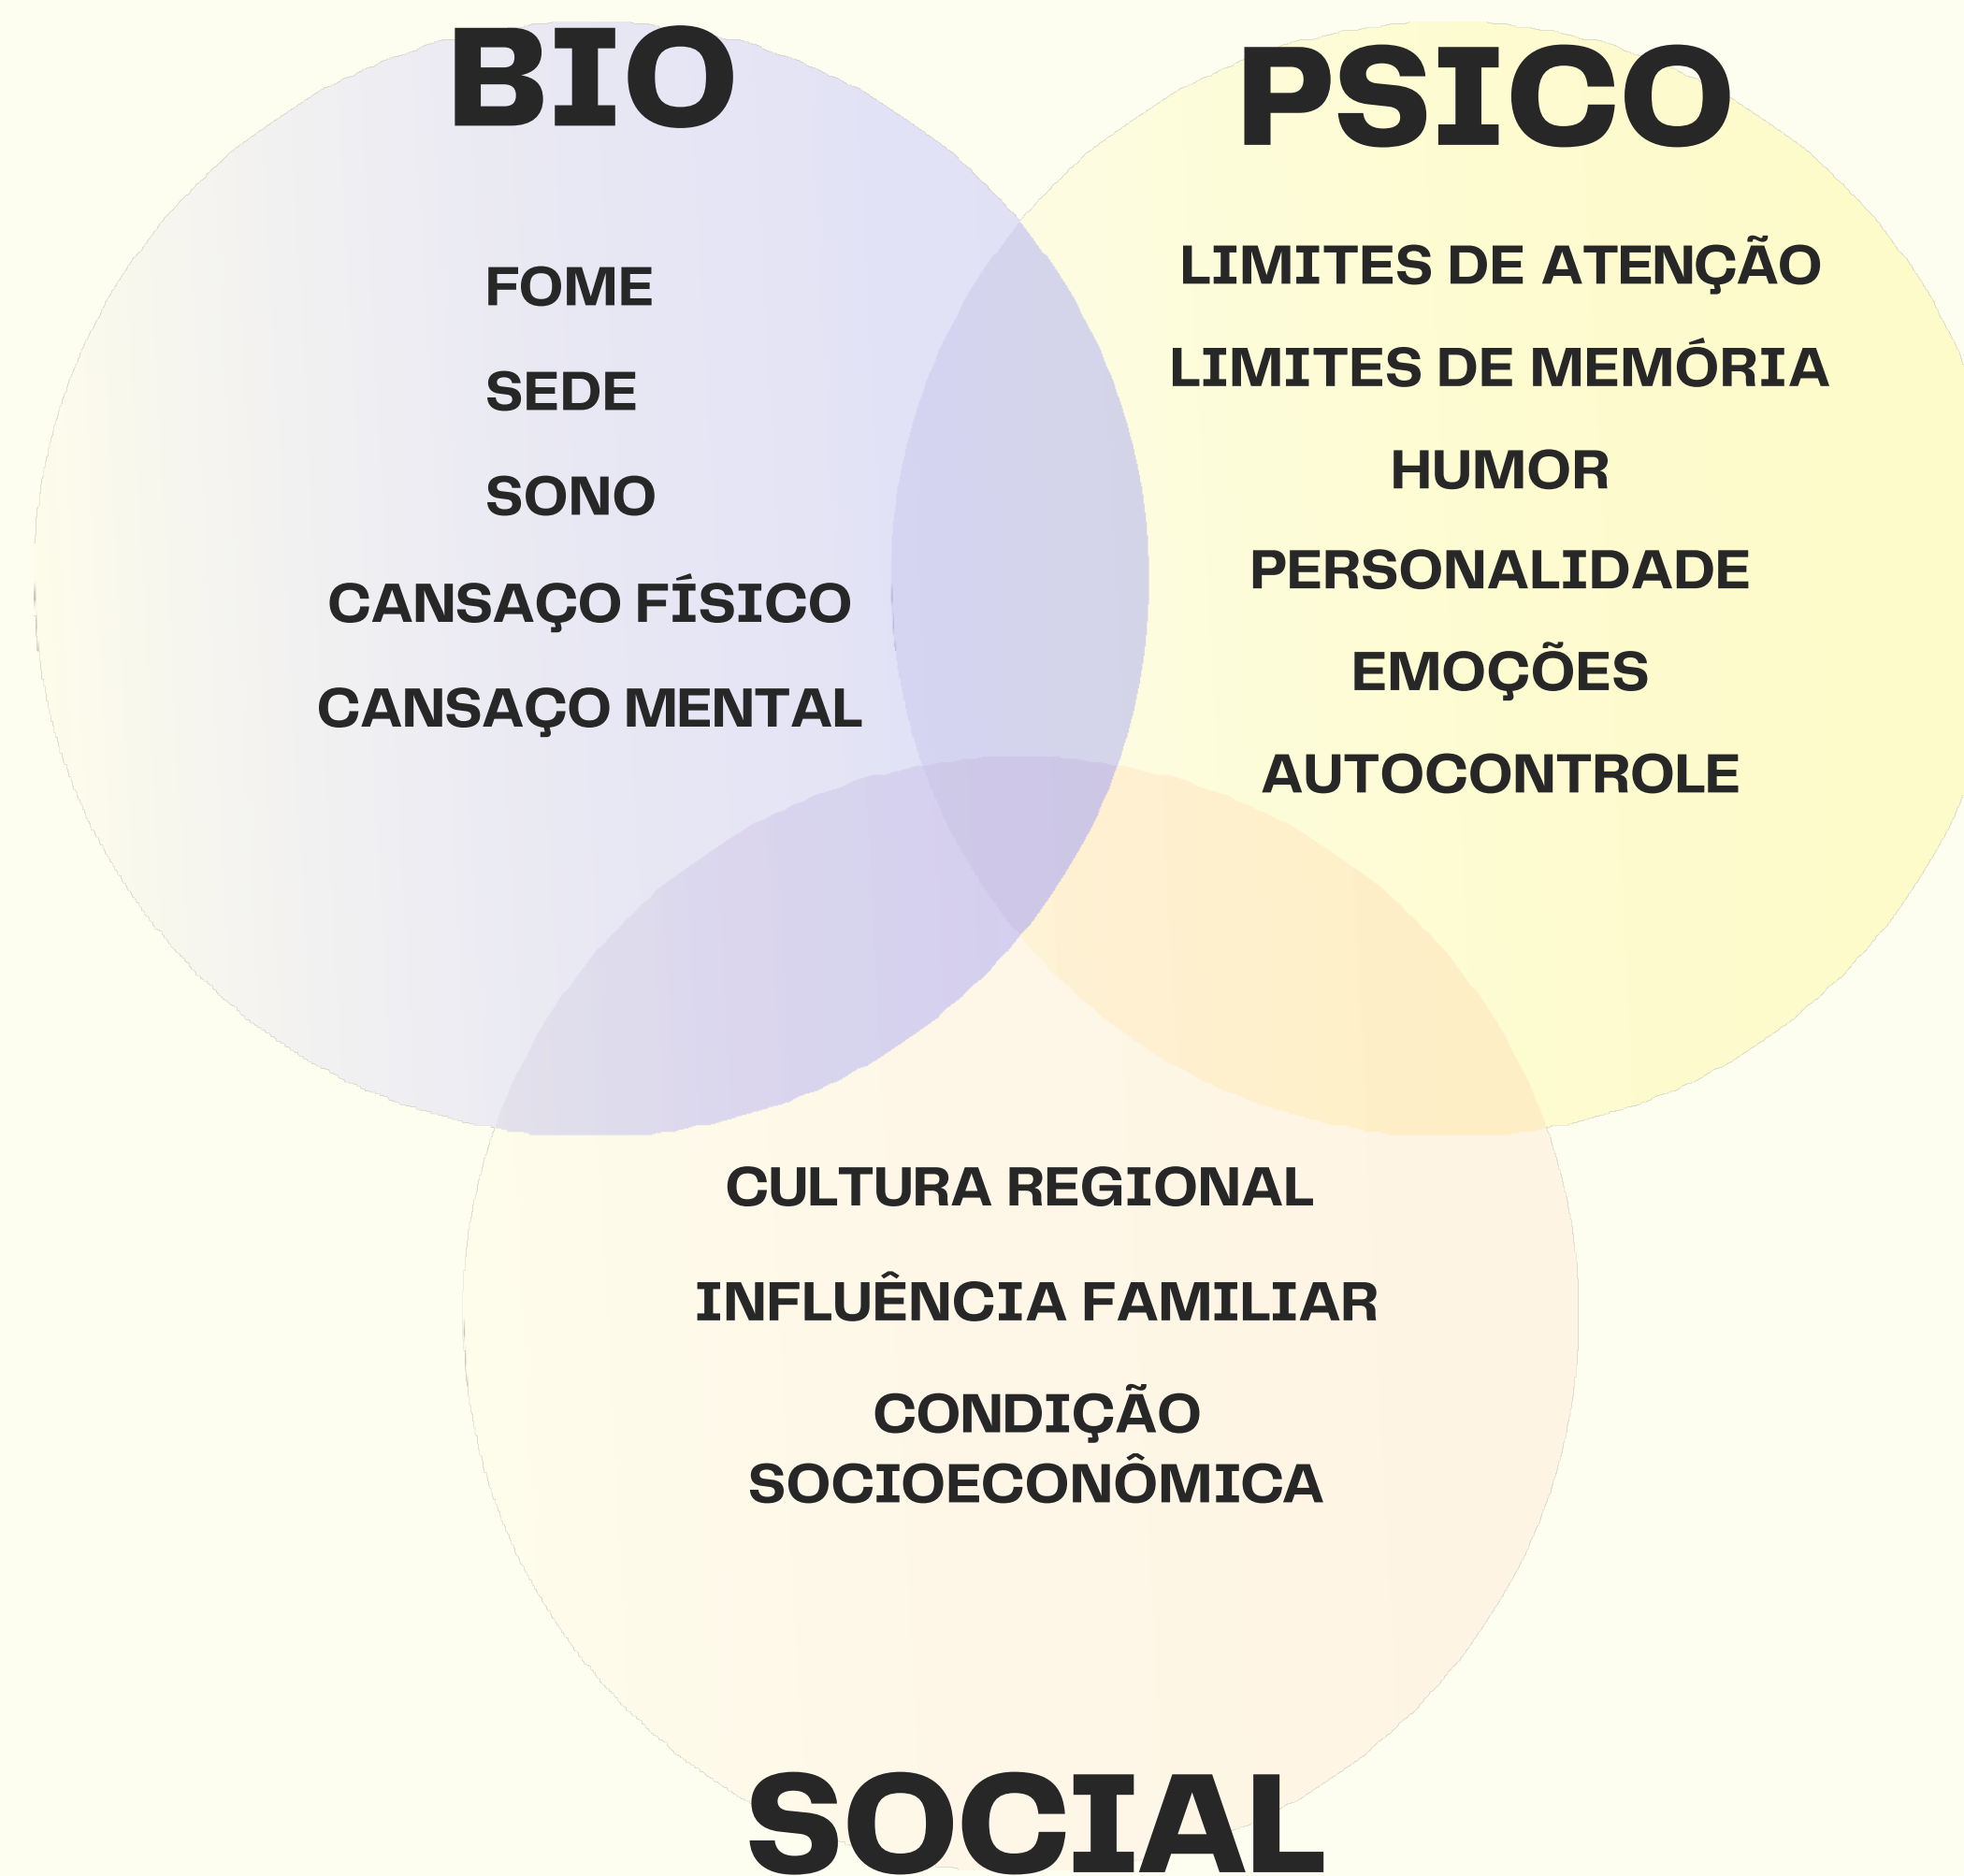 BIO
FOME
SEDE
SONO
CANSAÇO FÍSICO
CANSAÇO MENTAL
PSICO
LIMITES DE ATENÇÃO
LIMITES DE MEMÓRIA
HUMOR
PERSONALIDADE
EMOÇÕES
AUTOCONTROLE
CULTURA REGIONAL
INFLUÊNCIA FAMILIAR
CONDIÇÃO
SOCIOECONÔMICA
SOCIAL